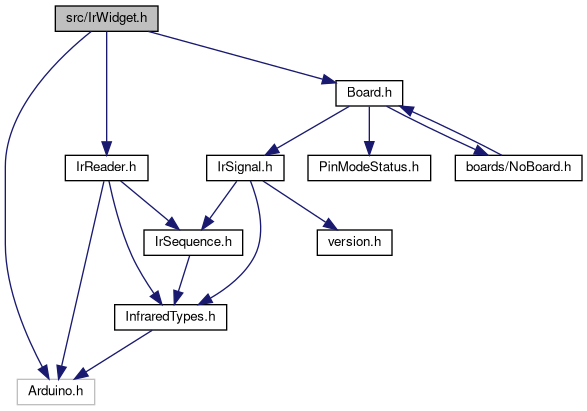 src/IrWidget.h
Board.h
IrReader.h
IrSignal.h
PinModeStatus.h
boards/NoBoard.h
IrSequence.h
version.h
InfraredTypes.h
Arduino.h